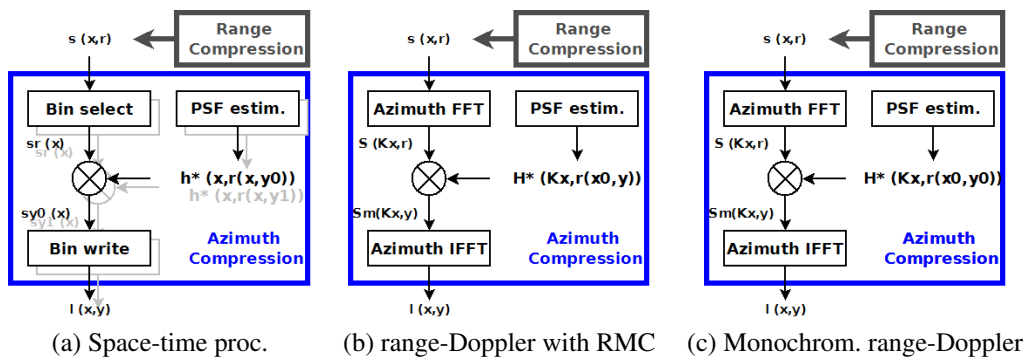 Range
Compression
s (x,r)
Bin select
PSF estim.
sr (x)
sr (x)
h* (x,r(x,y0))
h* (x,r(x,y1))
sy0 (x)
sy1 (x)
Bin write
Azimuth
Compression
I (x,y)
(a) Space-time proc.
Range
Compression
s (x,r)
Azimuth FFT
PSF estim.
S (Kx,r)
H* (Kx,r(x0,y))
Sm(Kx,y)
Azimuth IFFT
Azimuth
Compression
I (x,y)
(b) range-Doppler with RMC
Range
Compression
s (x,r)
Azimuth FFT
PSF estim.
S (Kx,r)
H* (Kx,r(x0,y0))
Sm(Kx,y)
Azimuth IFFT
Azimuth
Compression
I (x,y)
(c) Monochrom. range-Doppler